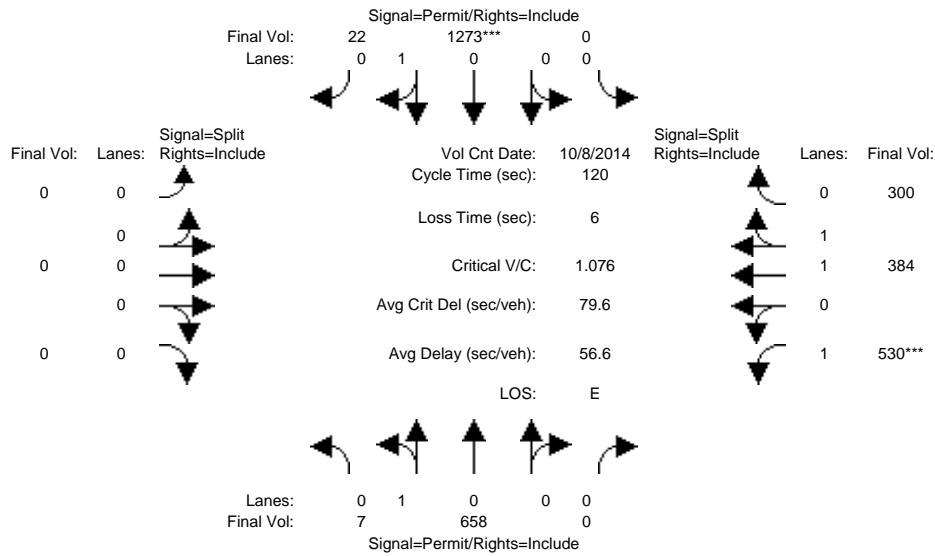 Signal=Permit/Rights=Include
Final Vol: 22 1273*** 0
Lanes: 0 1 0 0 0
Signal=Split
Final Vol: Lanes: Rights=Include
Vol Cnt Date: 10/8/2014
Signal=Split
Rights=Include Lanes: Final Vol:
Cycle Time (sec): 120
0 0
0 300
Loss Time (sec): 6
0
1
0 0
Critical V/C: 1.076
1 384
0
Avg Crit Del (sec/veh): 79.6
0
0 0
Avg Delay (sec/veh): 56.6
1 530***
LOS: E
Lanes: 0 1 0 0 0
Final Vol: 7 658 0
Signal=Permit/Rights=Include